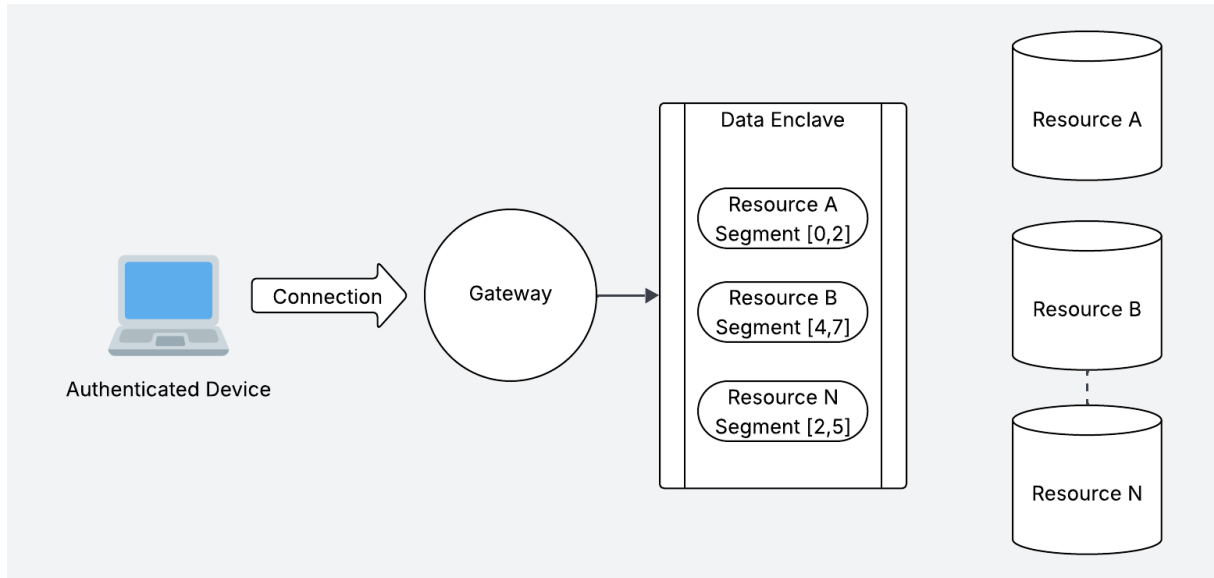 Authenticated Device
Connection
Gateway
Data Enclave
Resource A
Segment [0,2]
Resource B
Segment [4,7]
Resource N
Segment [2,5]
Resource A
Resource B
Resource N